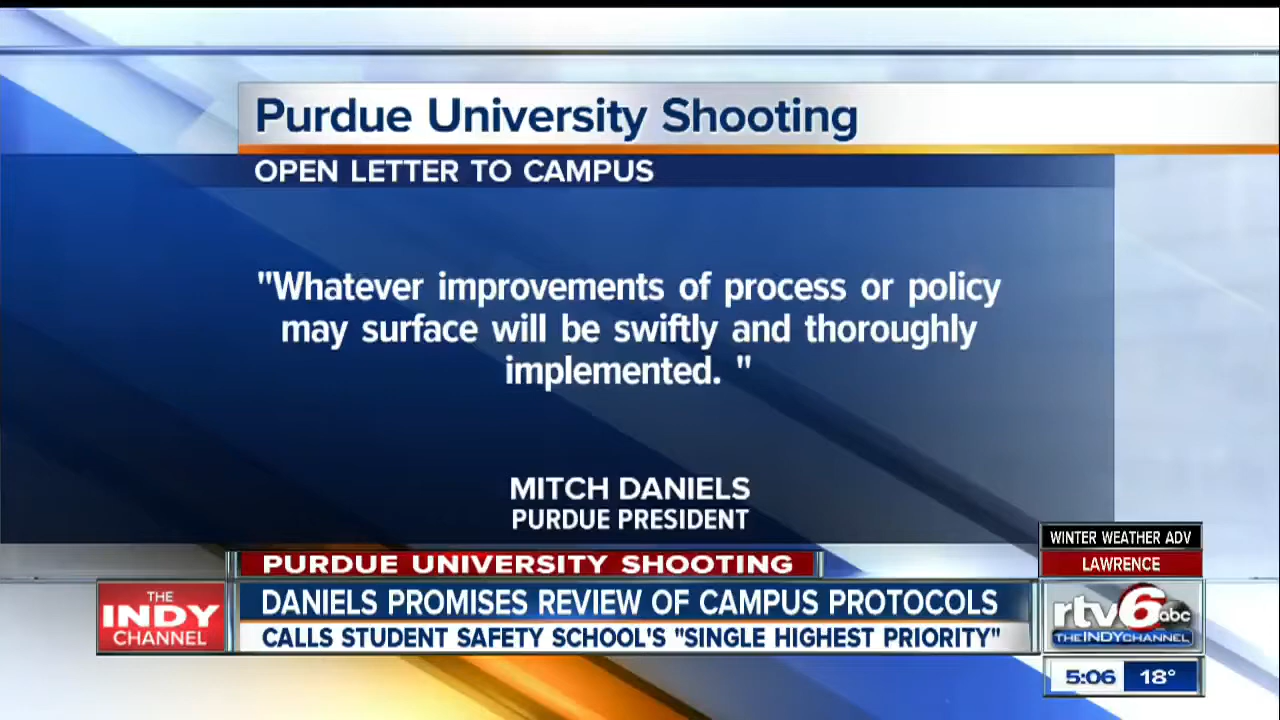 Purdue University Shooting
OPEN LETTER TO CAMPUS
"Whatever improvements of process or policy
may surface will be swiftly and thoroughly
implemented. "
MITCH DANIELS
PURDUE PRESIDENT
WINTER WEATHER ADV
LAWRENCE
PURDUE UNIVERSITY SHOOTING
THE
INDY
CHANNEL
DANIELS PROMISES REVIEW OF CAMPUS PROTOCOLS
CALLS STUDENT SAFETY SCHOOL'S "SINGLE HIGHEST PRIORITY"
rtv6 abc
THEINDYCHANNEL
5:06 18°